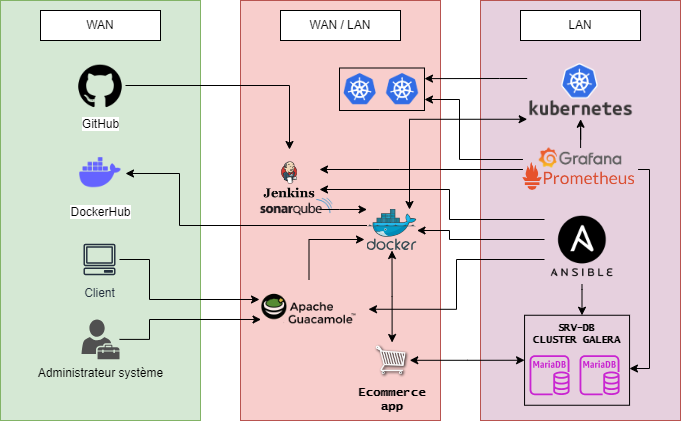 WAN
WAN / LAN
LAN
GitHub
kubernetes
Grafana
Prometheus
Jenkins
sonarqube
DockerHub
docker
ANSIBLE
Client
Apache
Guacamole™
SRV-DB
CLUSTER GALERA
MariaDB
MariaDB
Administrateur système
Ecommerce
app